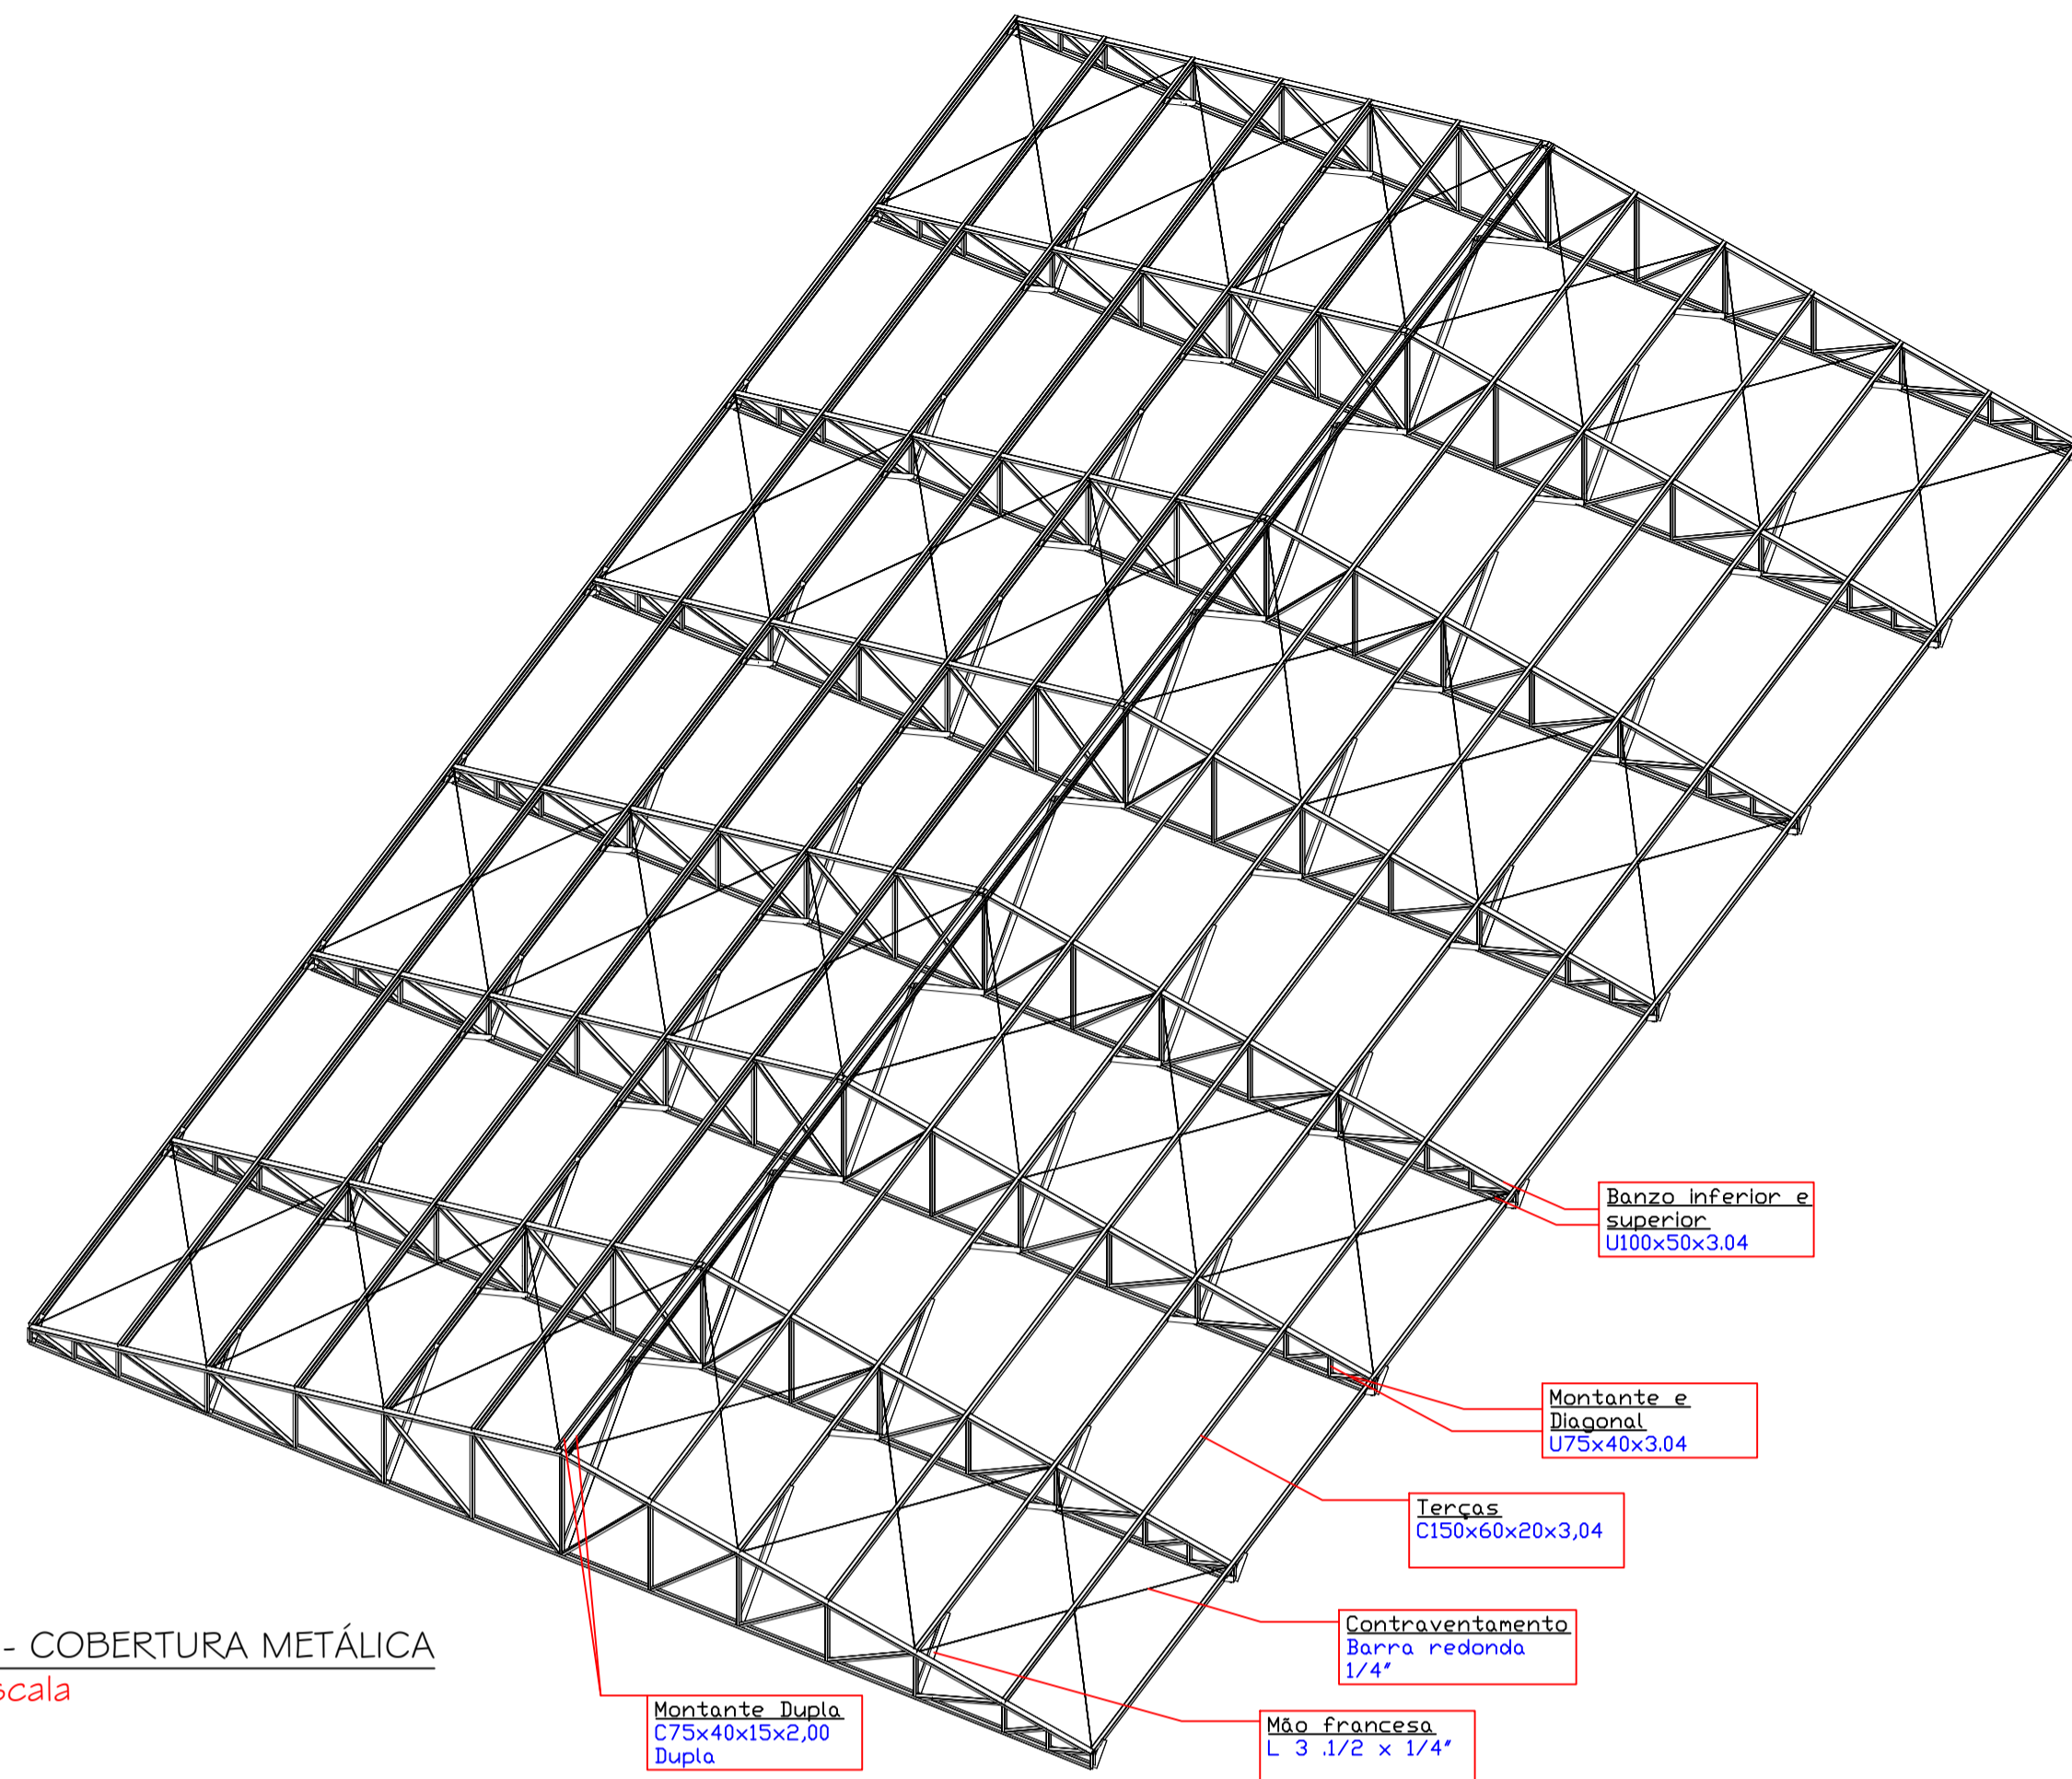 Banzo inferior e
superior
U100x50x3.04
Montante e
Diagonal
U75x40x3.04
Terças
C150x60x20x3,04
Contraventamento
Barra redonda
1/4"
Mão francesa
L 3 .1/2 x 1/4"
Montante Dupla
C75x40x15x2,00
Dupla
- COBERTURA METÁLICA
scala